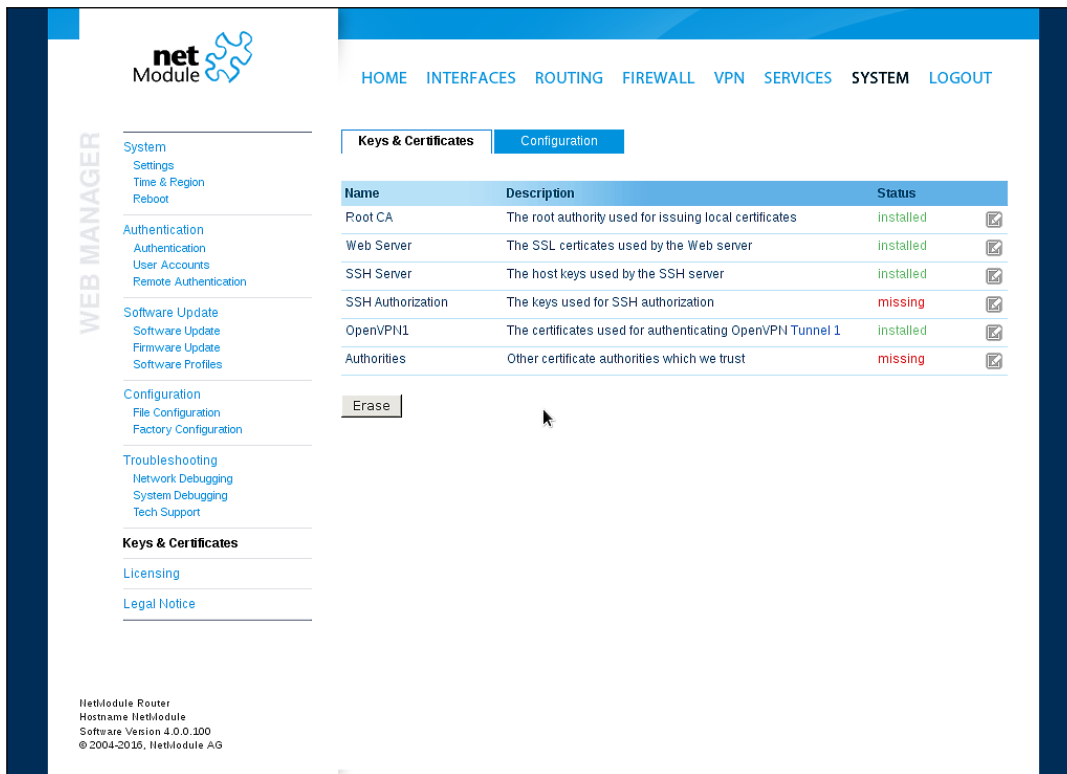 net
Module
HOME INTERFACES ROUTING FIREWALL VPN SERVICES SYSTEM LOGOUT
WEB MANAGER
System
Settings
Time & Region
Reboot
Authentication
Authentication
User Accounts
Remote Authentication
Software Update
Software Update
Firmware Update
Software Profiles
Configuration
File Configuration
Factory Configuration
Troubleshooting
Network Debugging
System Debugging
Tech Support
Keys & Certificates
Licensing
Legal Notice
Keys & Certificates Configuration
Name Description Status
Root CA The root authority used for issuing local certificates installed
Web Server The SSL certicates used by the Web server installed
SSH Server The host keys used by the SSH server installed
SSH Authorization The keys used for SSH authorization missing
OpenVPN1 The certificates used for authenticating OpenVPN Tunnel 1 installed
Authorities Other certificate authorities which we trust missing
Erase
NetModule Router
Hostname NetModule
Software Version 4.0.0.100
© 2004-2016, NetModule AG